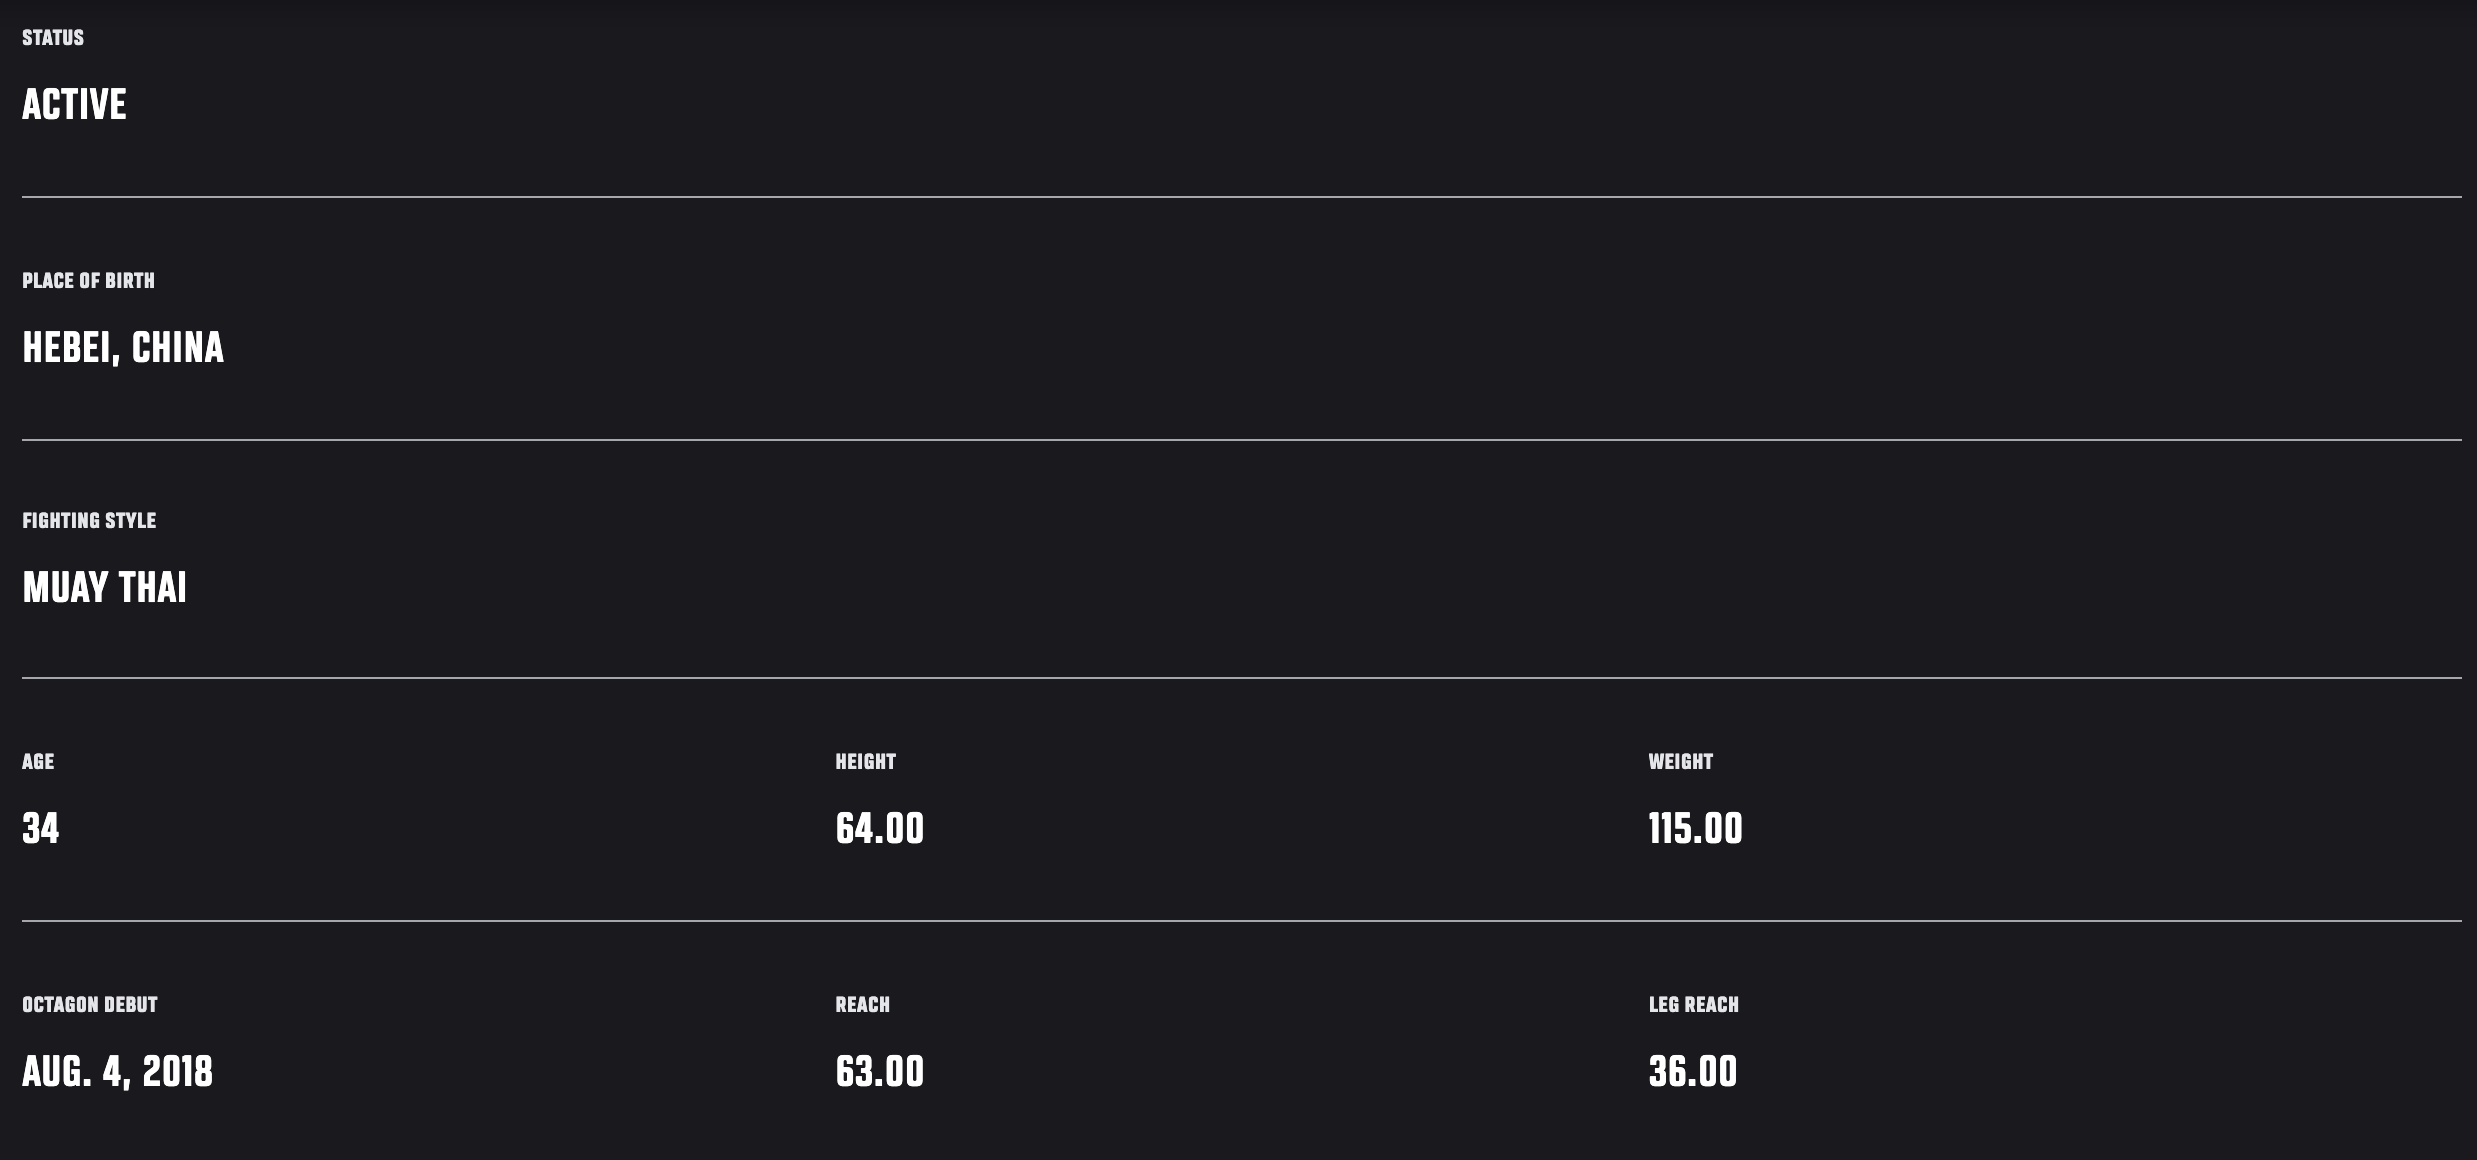 STATUS
ACTIVE
PLACE OF BIRTH
HEBEI, CHINA
FIGHTING STYLE
MUAY THAI
AGE
HEIGHT
WEIGHT
34
64.00
115.00
OCTAGON DEBUT
REACH
LEG REACH
AUG. 4, 2018
63.00
36.00